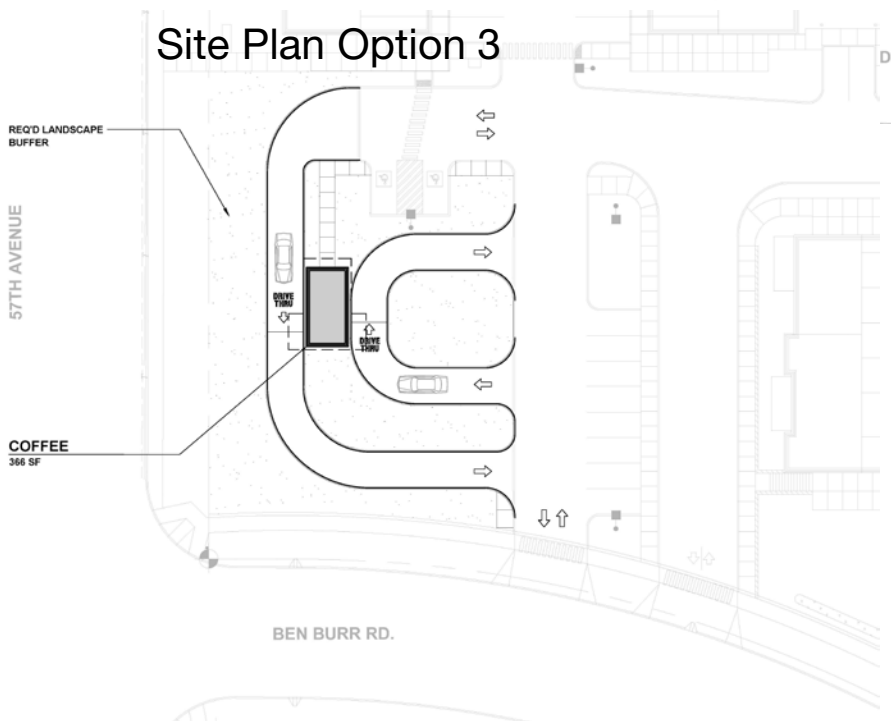 Site Plan Option 3
D
REQ'D LANDSCAPE
BUFFER
57TH AVENUE
DRIVE
THRU
DRIVE
THRU
COFFEE
366 SF
BEN BURR RD.